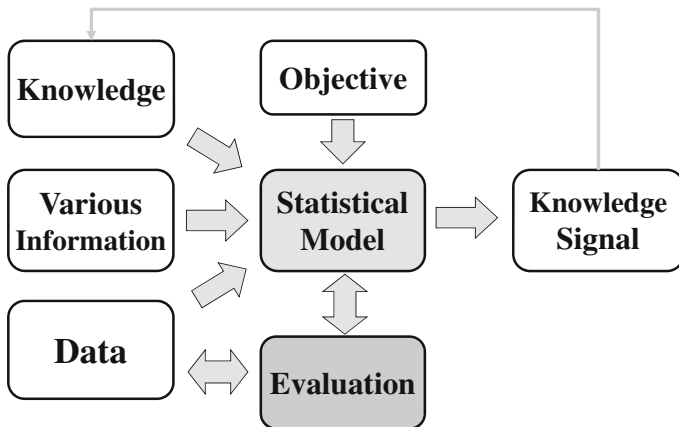 Knowledge
Objective
Various
Information
Statistical
Model
Knowledge
Signal
Data
Evaluation